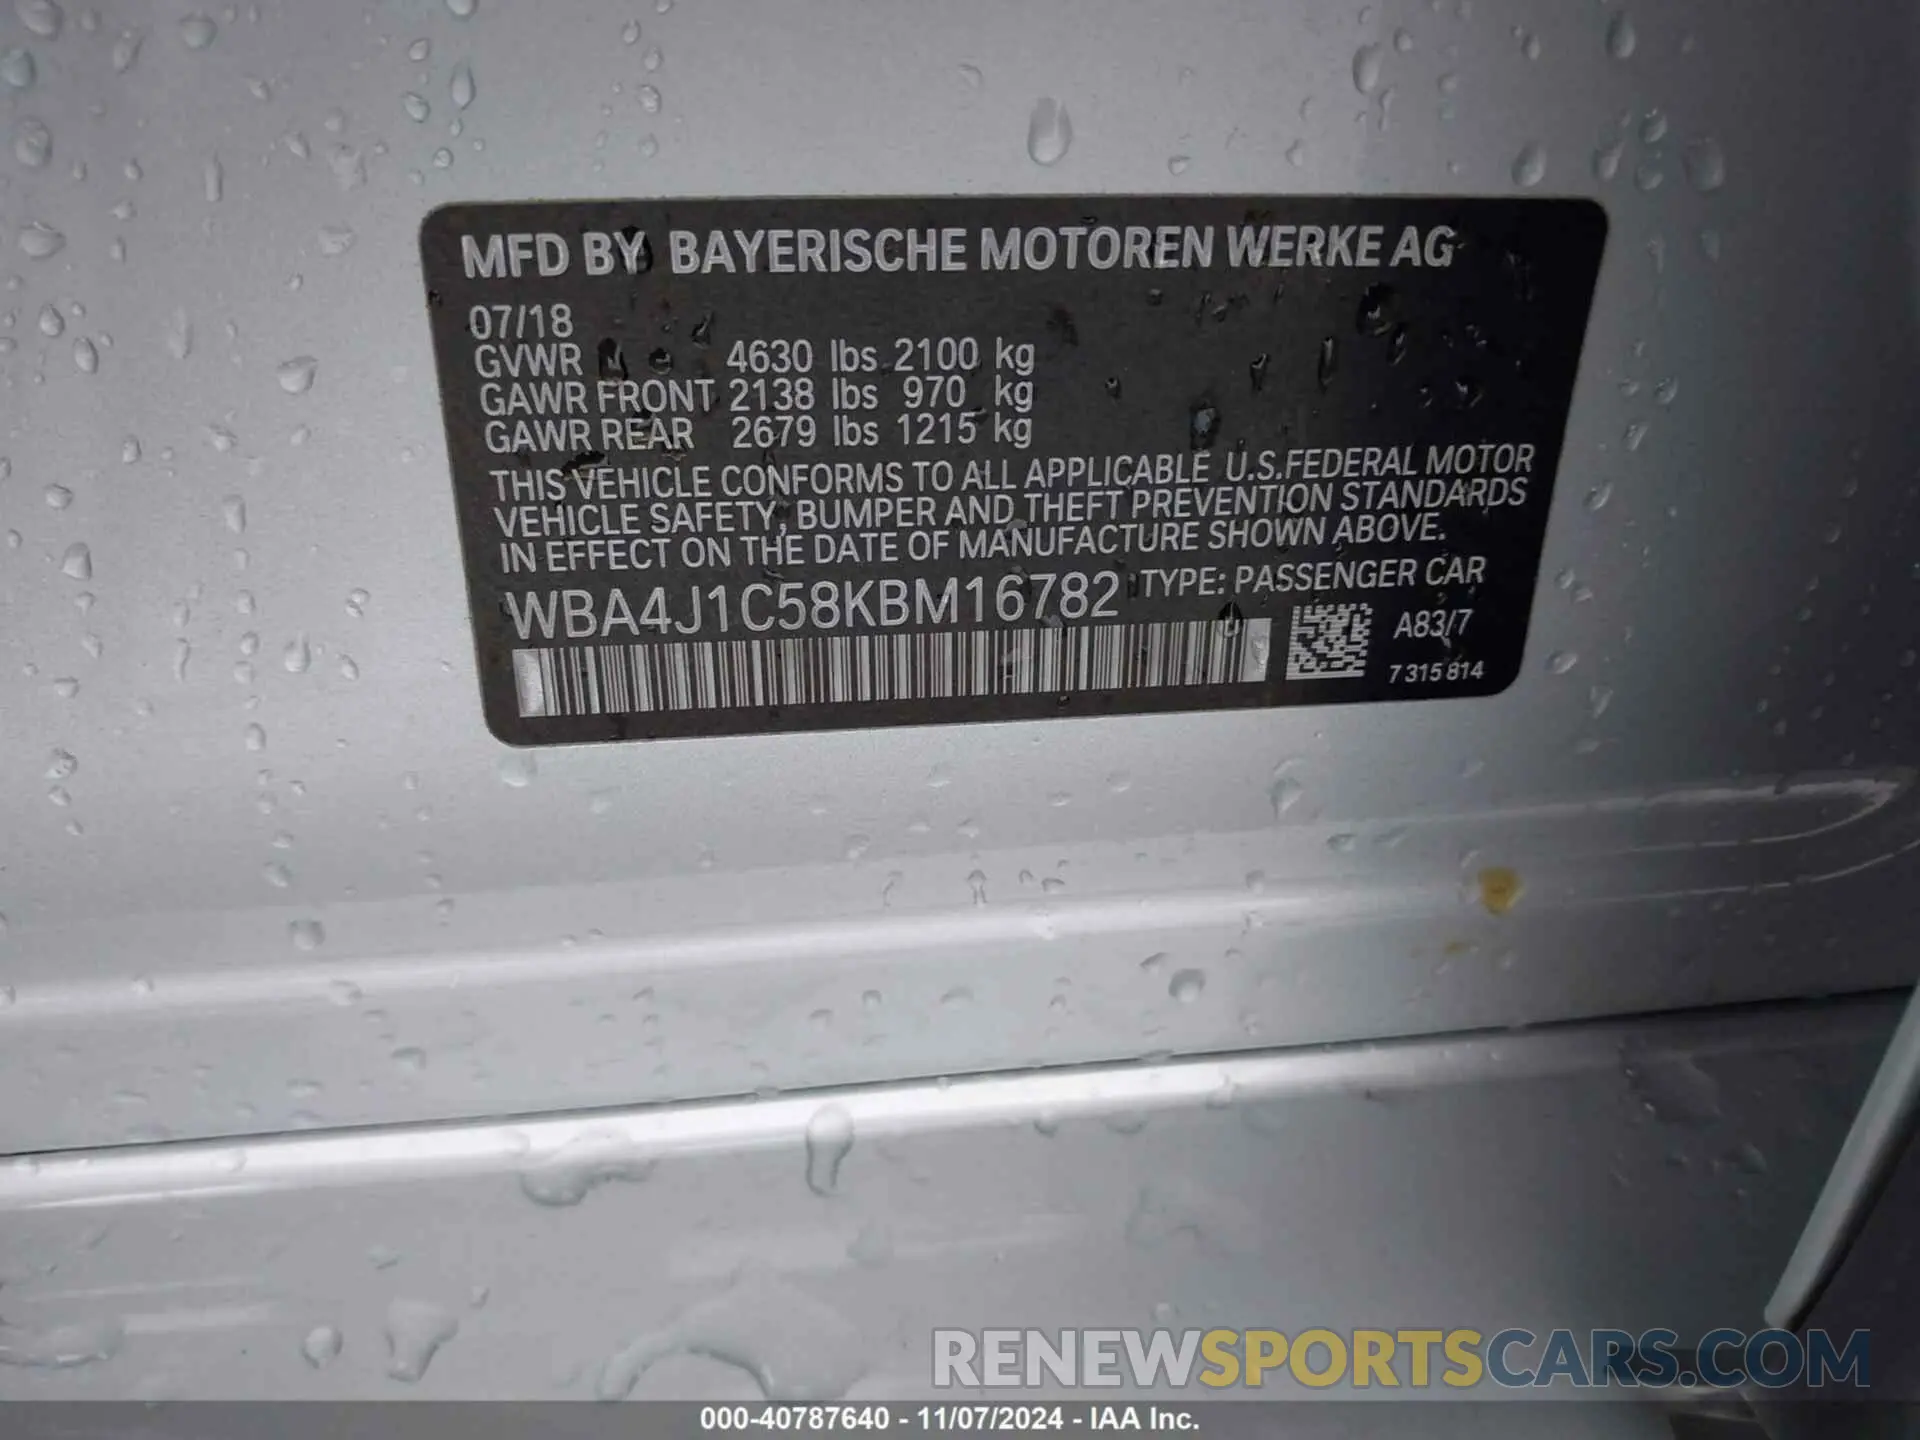 MFD BY BAYERISCHE MOTOREN WERKE AG
07/18
GVWR 4630 lbs 2100 kg
GAWR FRONT 2138 lbs 970 kg
GAWR REAR 2679 lbs 1215 kg
THIS VEHICLE CONFORMS TO ALL APPLICABLE U.S.FEDERAL MOTOR
VEHICLE SAFETY, BUMPER AND THEFT PREVENTION STANDARDS
IN EFFECT ON THE DATE OF MANUFACTURE SHOWN ABOVE.
WBA4J1C58KBM16782 TYPE: PASSENGER CAR
A83/7
7 315 814
RENEWSPORTSCARS.COM
000-40787640 - 11/07/2024 - IAA Inc.